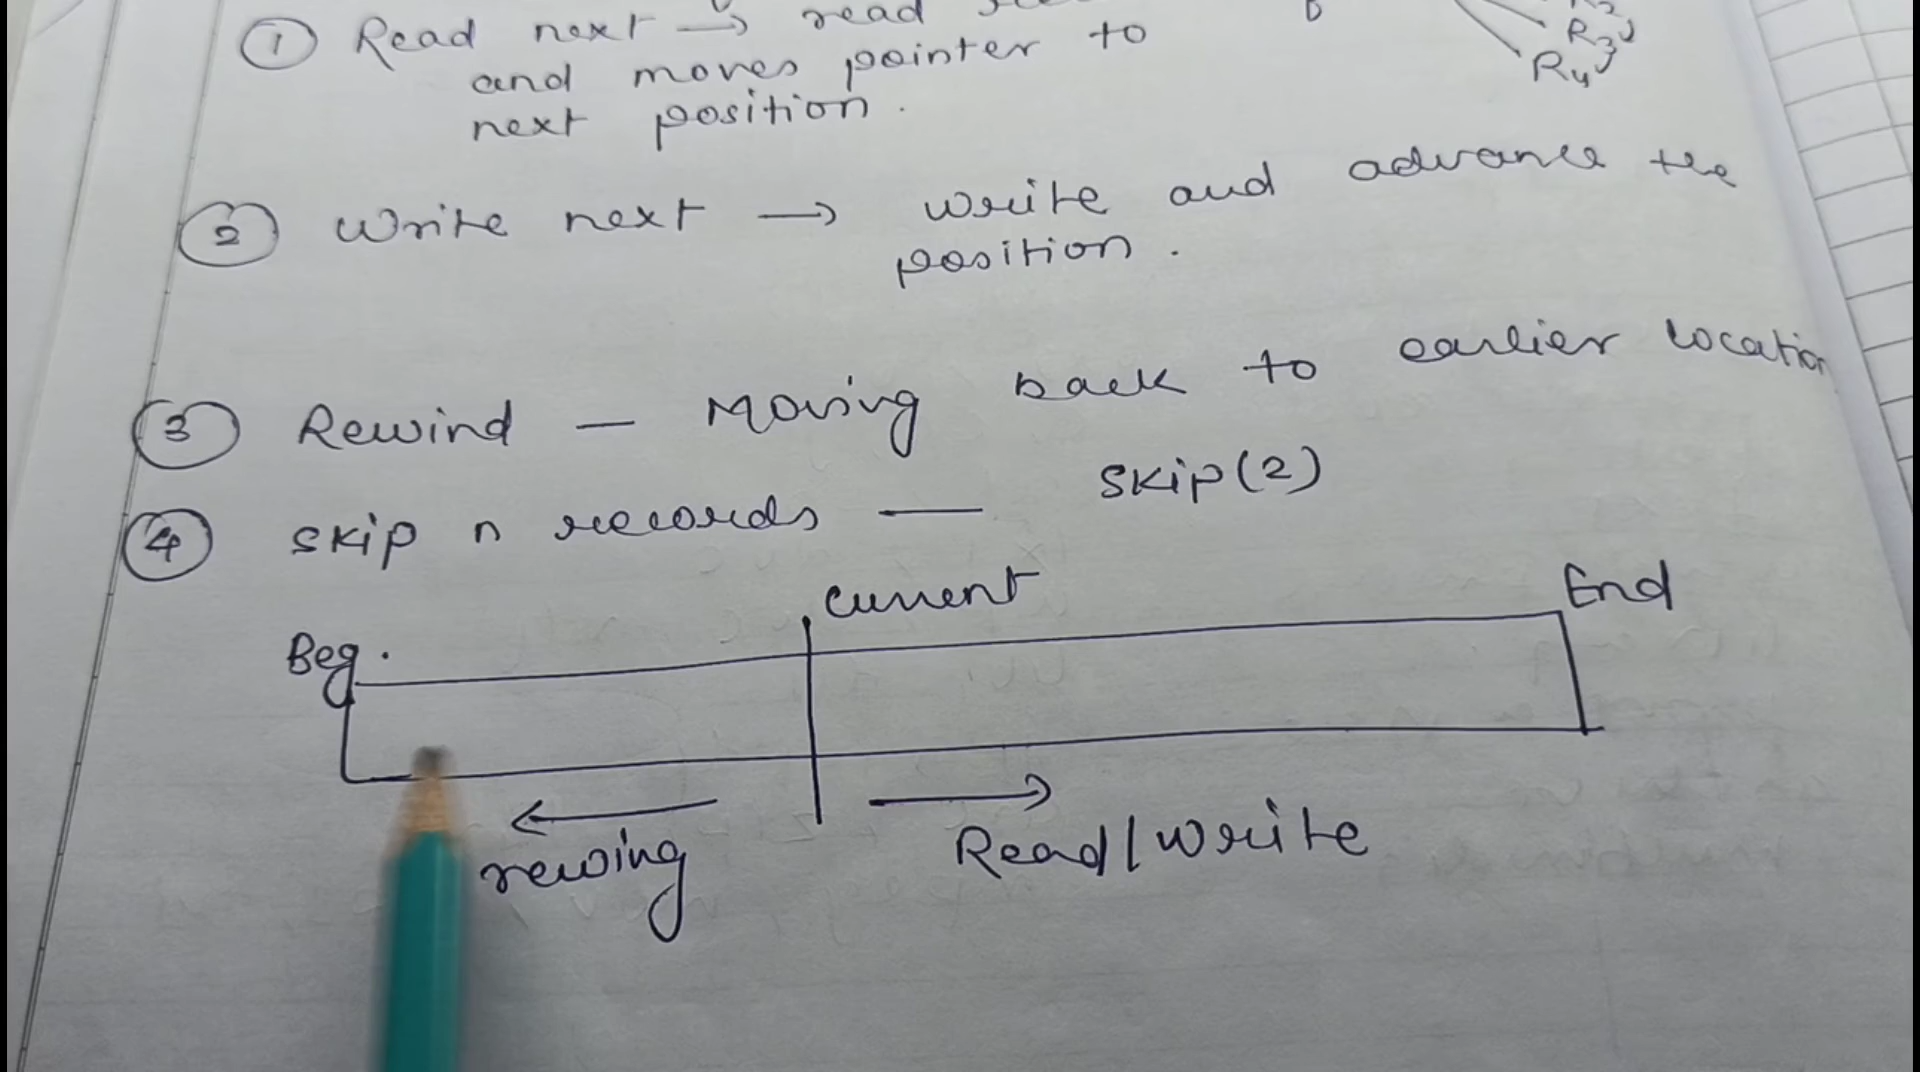 ① Read next → read
and moves pointer to
next position.
R3
R4
② Write next → write and advance the
position.
③ Rewind — Moving back to earlier location
④ Skip n records — Skip(2)
Beg. current End
rewing Read/Write